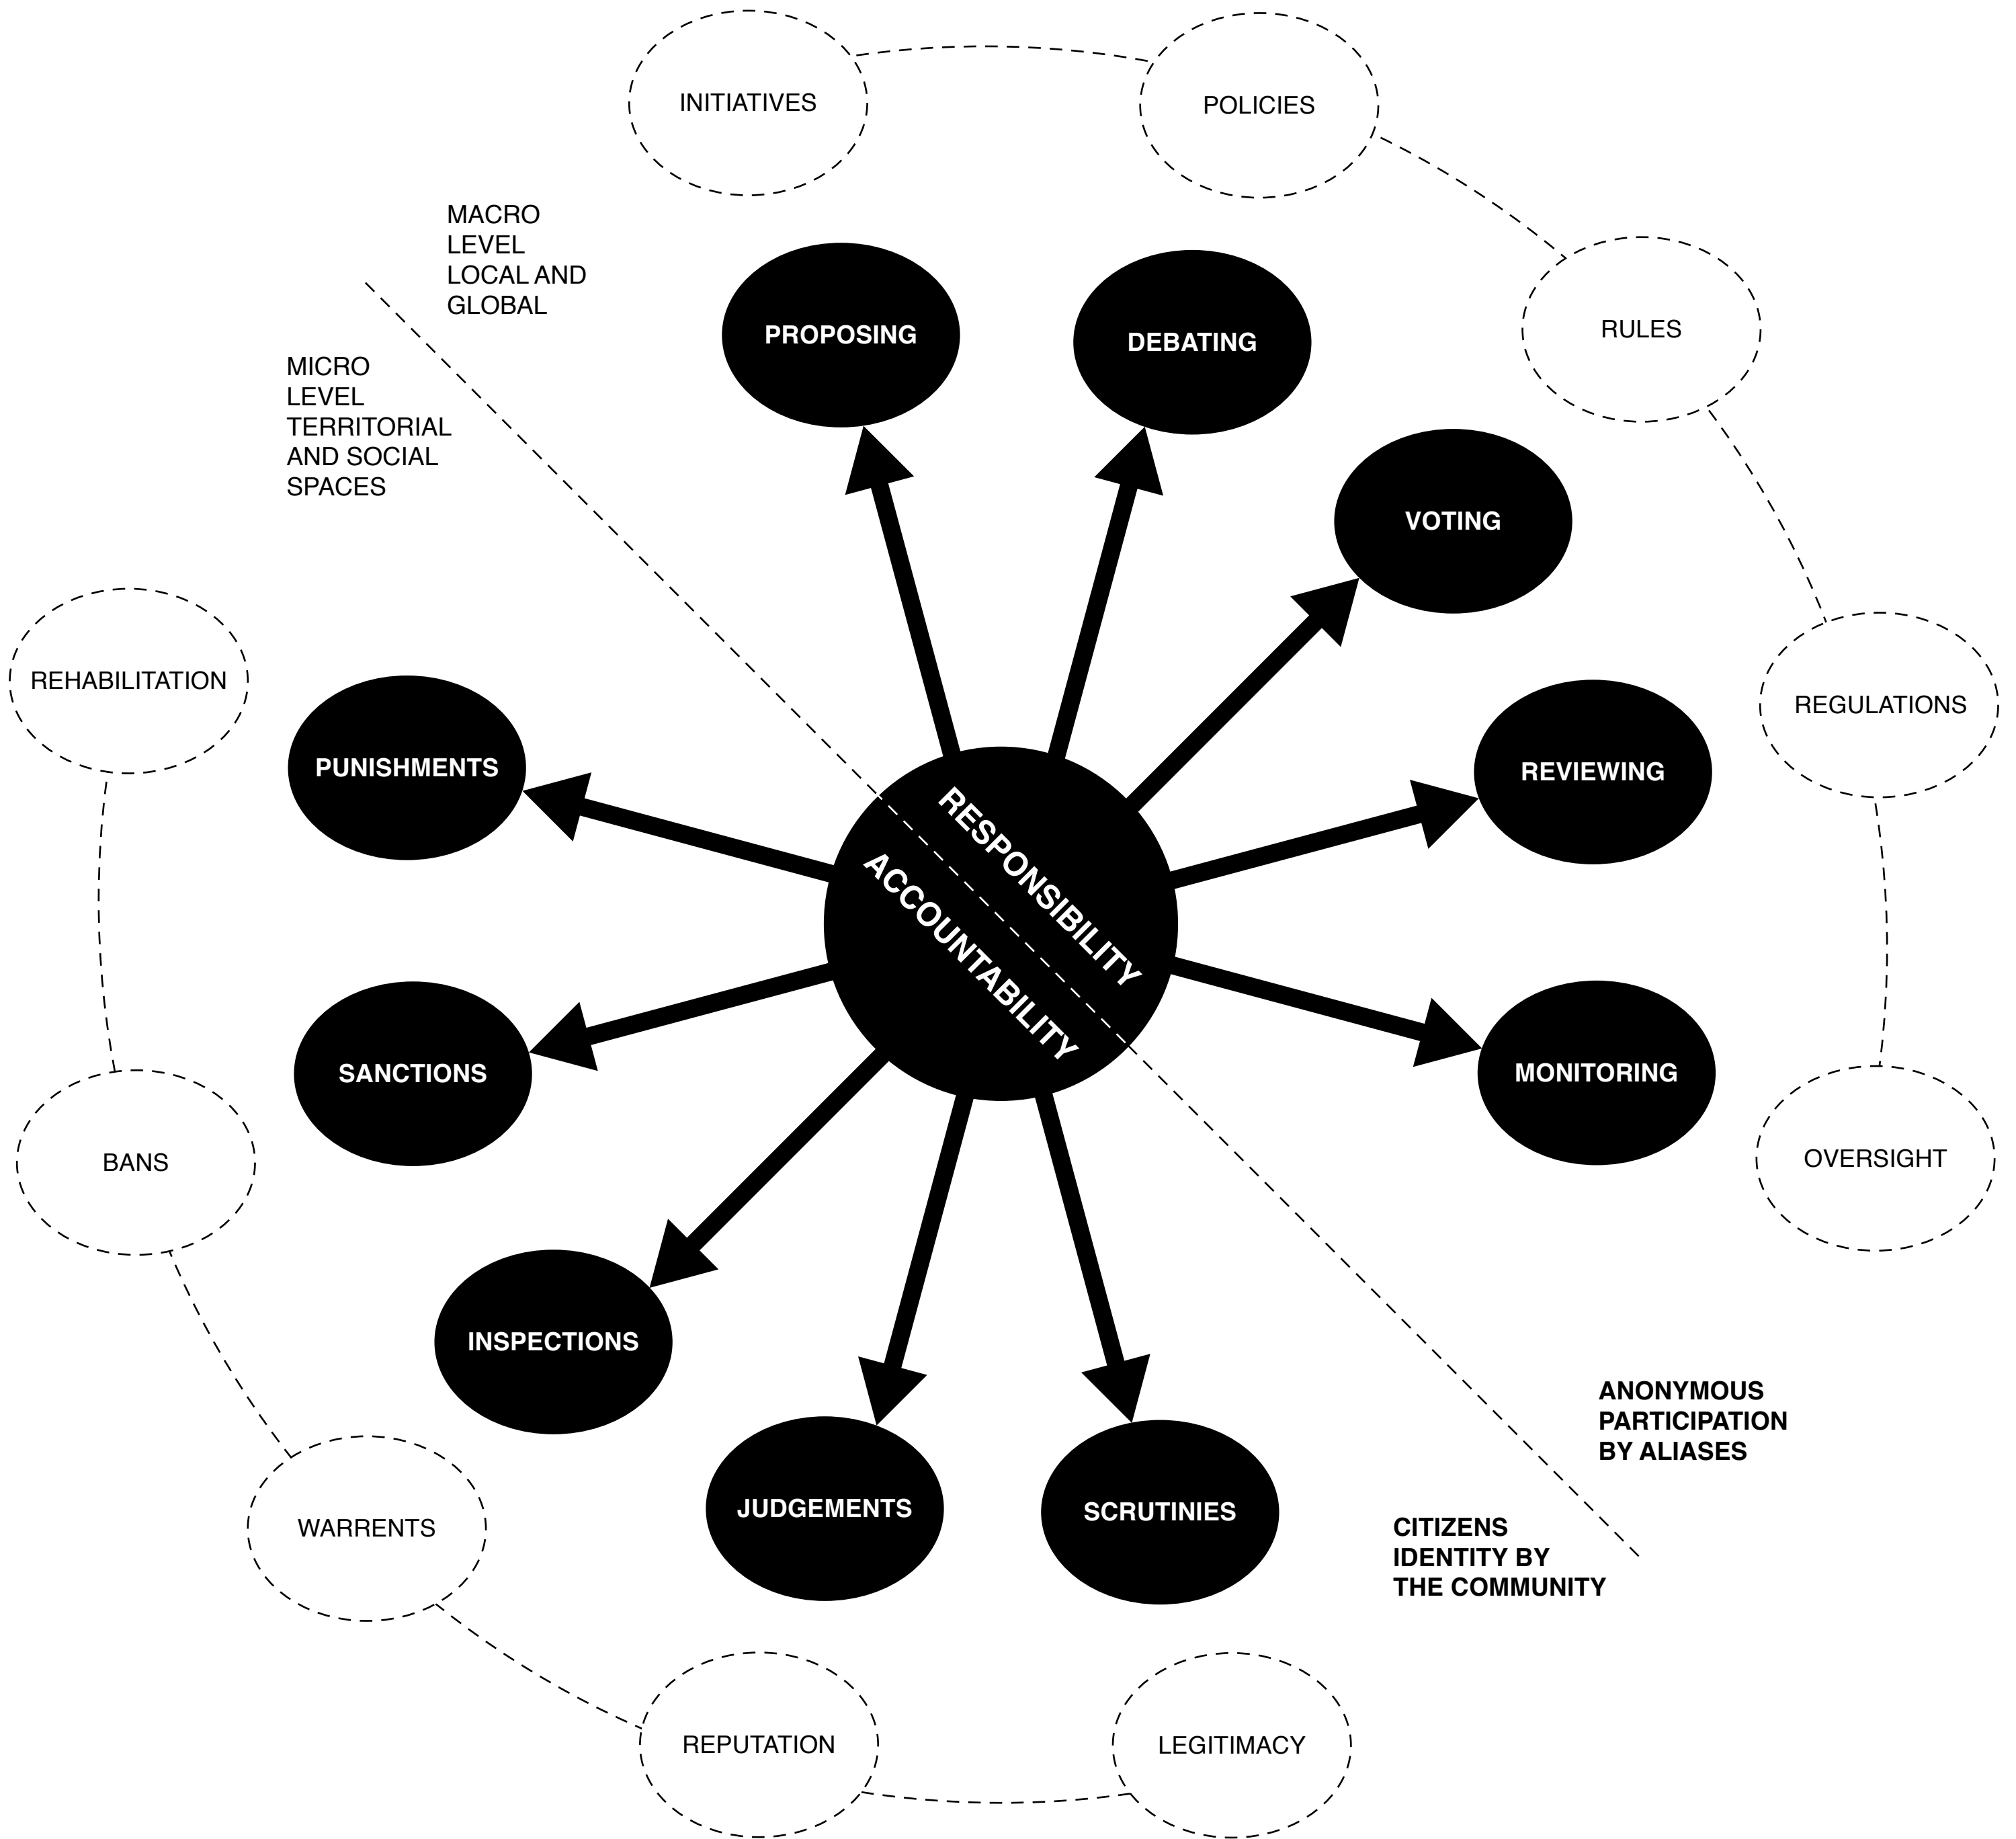 INITIATIVES
POLICIES
MACRO
LEVEL
LOCAL AND
GLOBAL
PROPOSING
DEBATING
RULES
MICRO
LEVEL
TERRITORIAL
AND SOCIAL
SPACES
VOTING
REHABILITATION
REGULATIONS
PUNISHMENTS
REVIEWING
RESPONSIBILITY
ACCOUNTABILITY
SANCTIONS
MONITORING
BANS
OVERSIGHT
INSPECTIONS
ANONYMOUS
PARTICIPATION
BY ALIASES
JUDGEMENTS
SCRUTINIES
WARRENTS
CITIZENS
IDENTITY BY
THE COMMUNITY
REPUTATION
LEGITIMACY